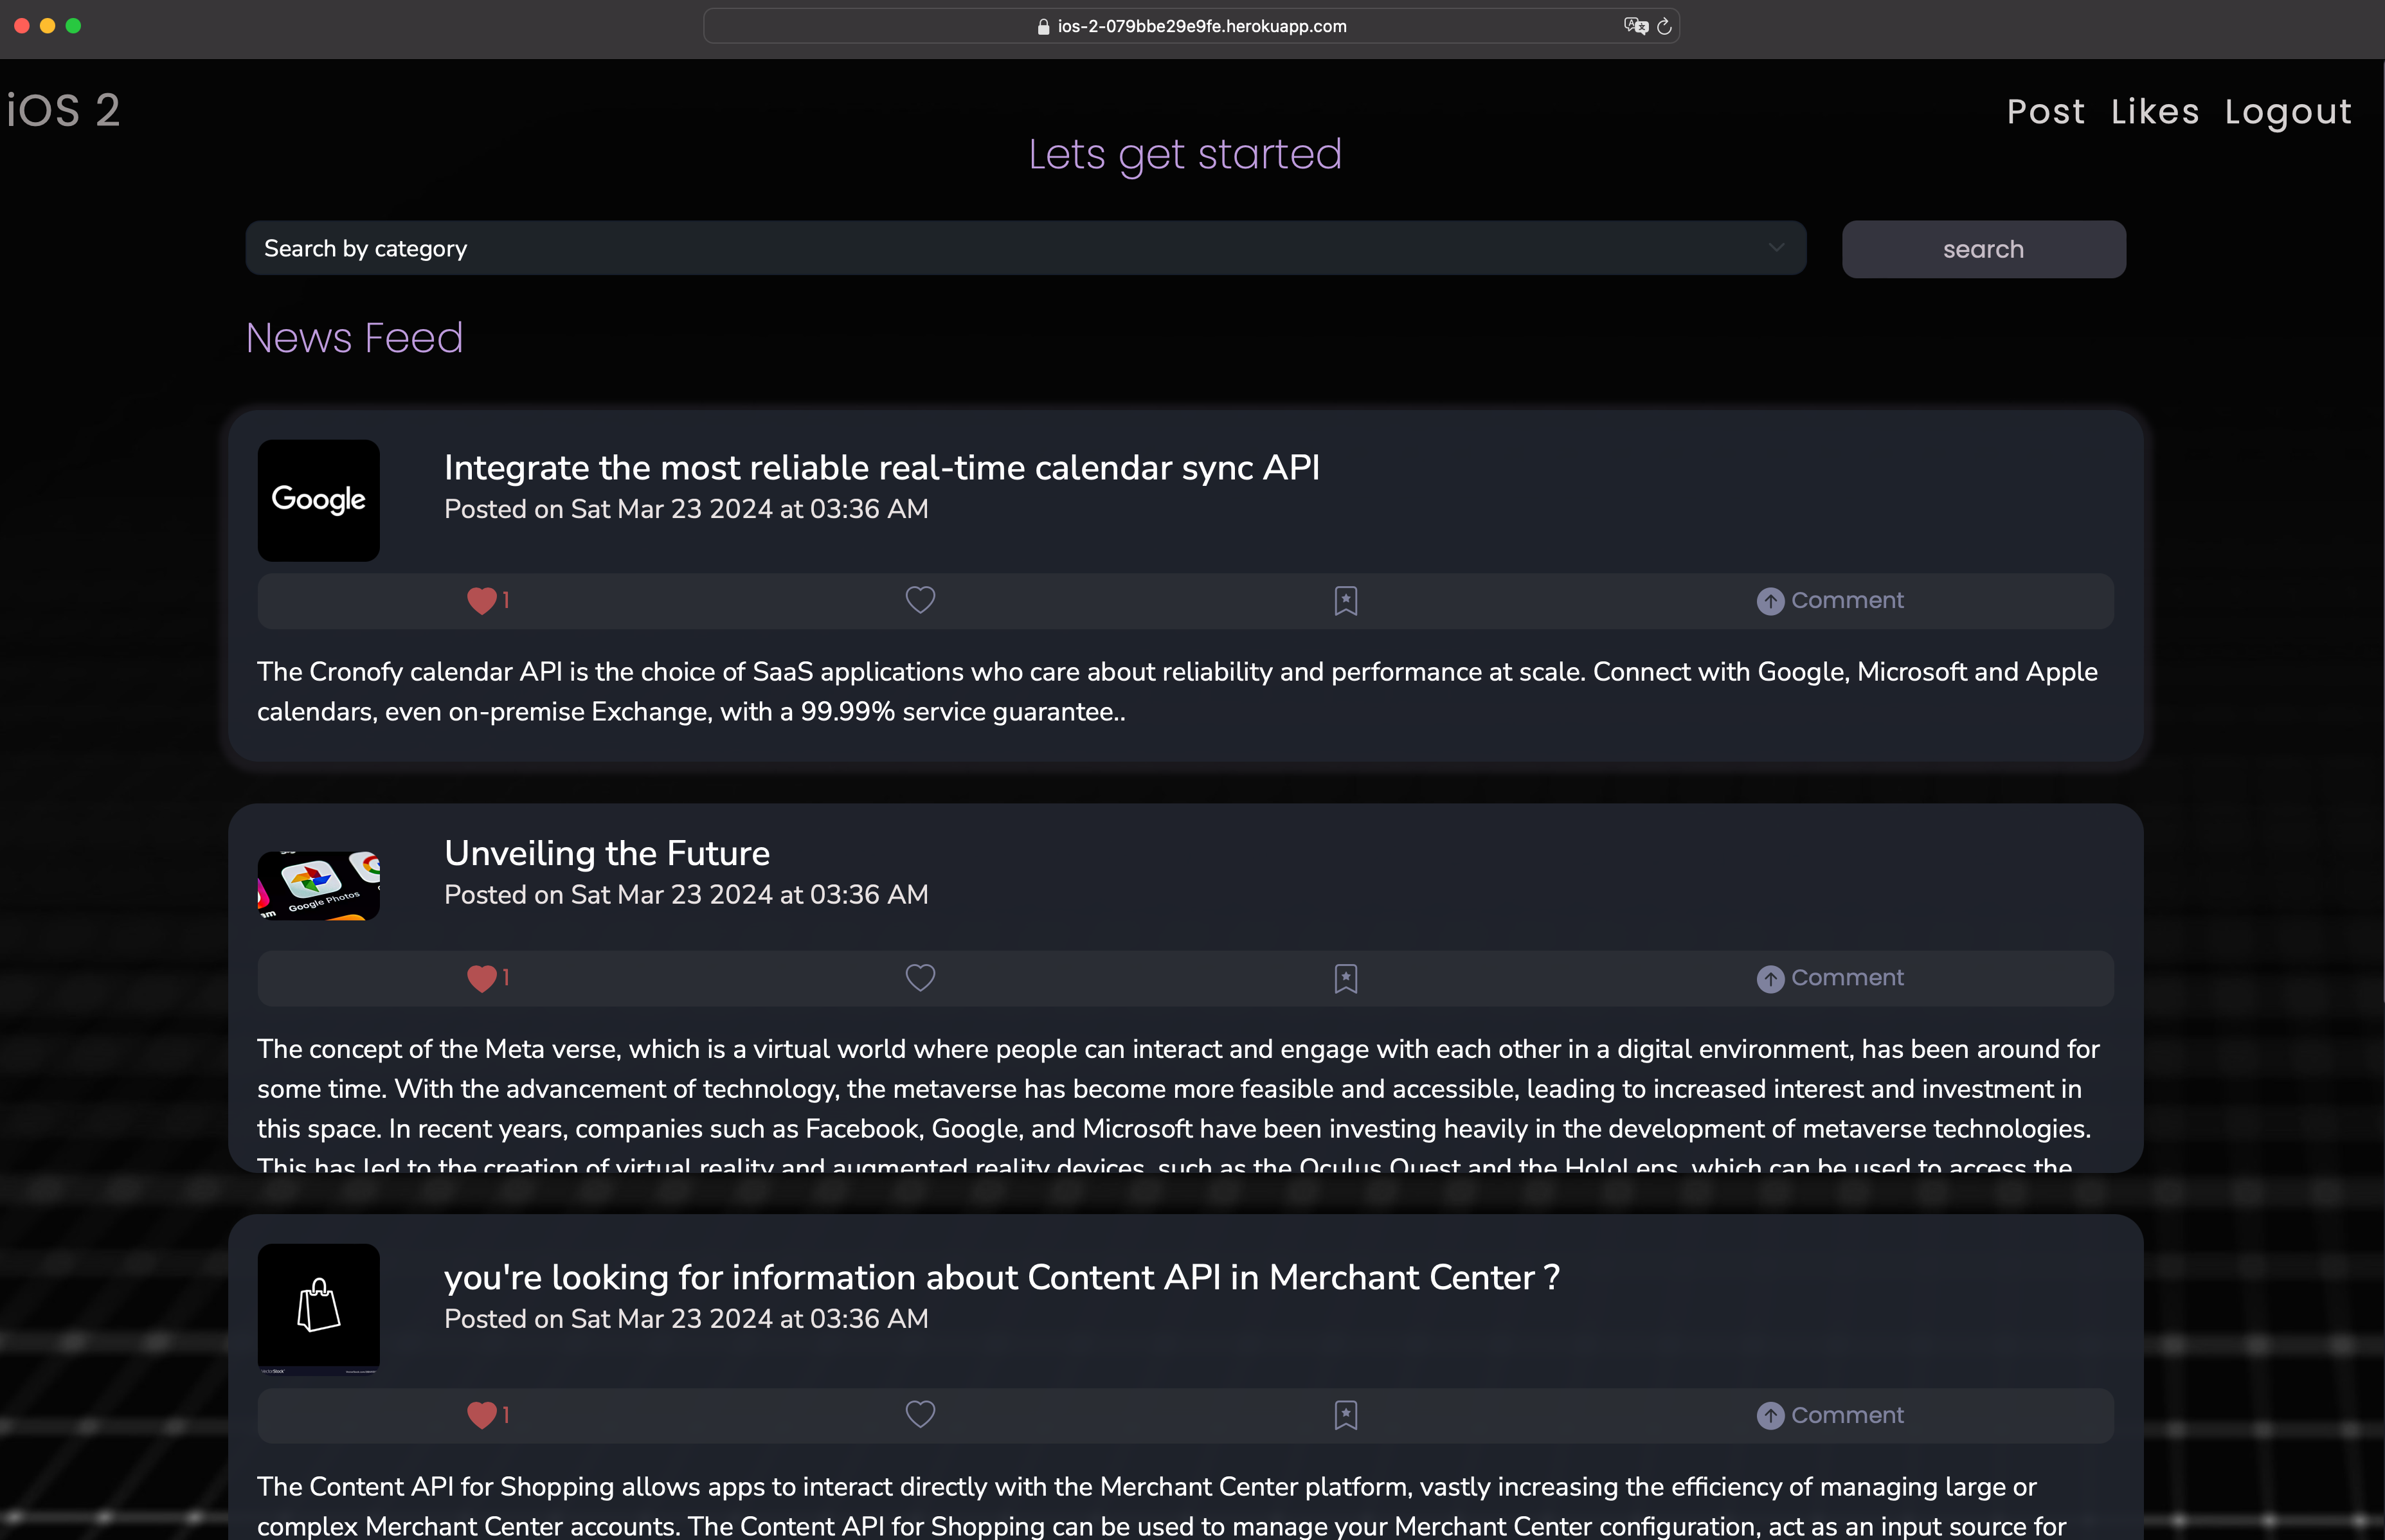 ios-2-079bbe29e9fe.herokuapp.com
iOS 2
Post Likes Logout
Lets get started
Search by category
search
News Feed
Google
Integrate the most reliable real-time calendar sync API
Posted on Sat Mar 23 2024 at 03:36 AM
1
Comment
The Cronofy calendar API is the choice of SaaS applications who care about reliability and performance at scale. Connect with Google, Microsoft and Apple
calendars, even on-premise Exchange, with a 99.99% service guarantee..
Google Photos
am
Unveiling the Future
Posted on Sat Mar 23 2024 at 03:36 AM
1
Comment
The concept of the Meta verse, which is a virtual world where people can interact and engage with each other in a digital environment, has been around for
some time. With the advancement of technology, the metaverse has become more feasible and accessible, leading to increased interest and investment in
this space. In recent years, companies such as Facebook, Google, and Microsoft have been investing heavily in the development of metaverse technologies.
This has led to the creation of virtual reality and augmented reality devices, such as the Oculus Quest and the HoloLens, which can be used to access the
you're looking for information about Content API in Merchant Center ?
Posted on Sat Mar 23 2024 at 03:36 AM
1
Comment
The Content API for Shopping allows apps to interact directly with the Merchant Center platform, vastly increasing the efficiency of managing large or
complex Merchant Center accounts. The Content API for Shopping can be used to manage your Merchant Center configuration, act as an input source for